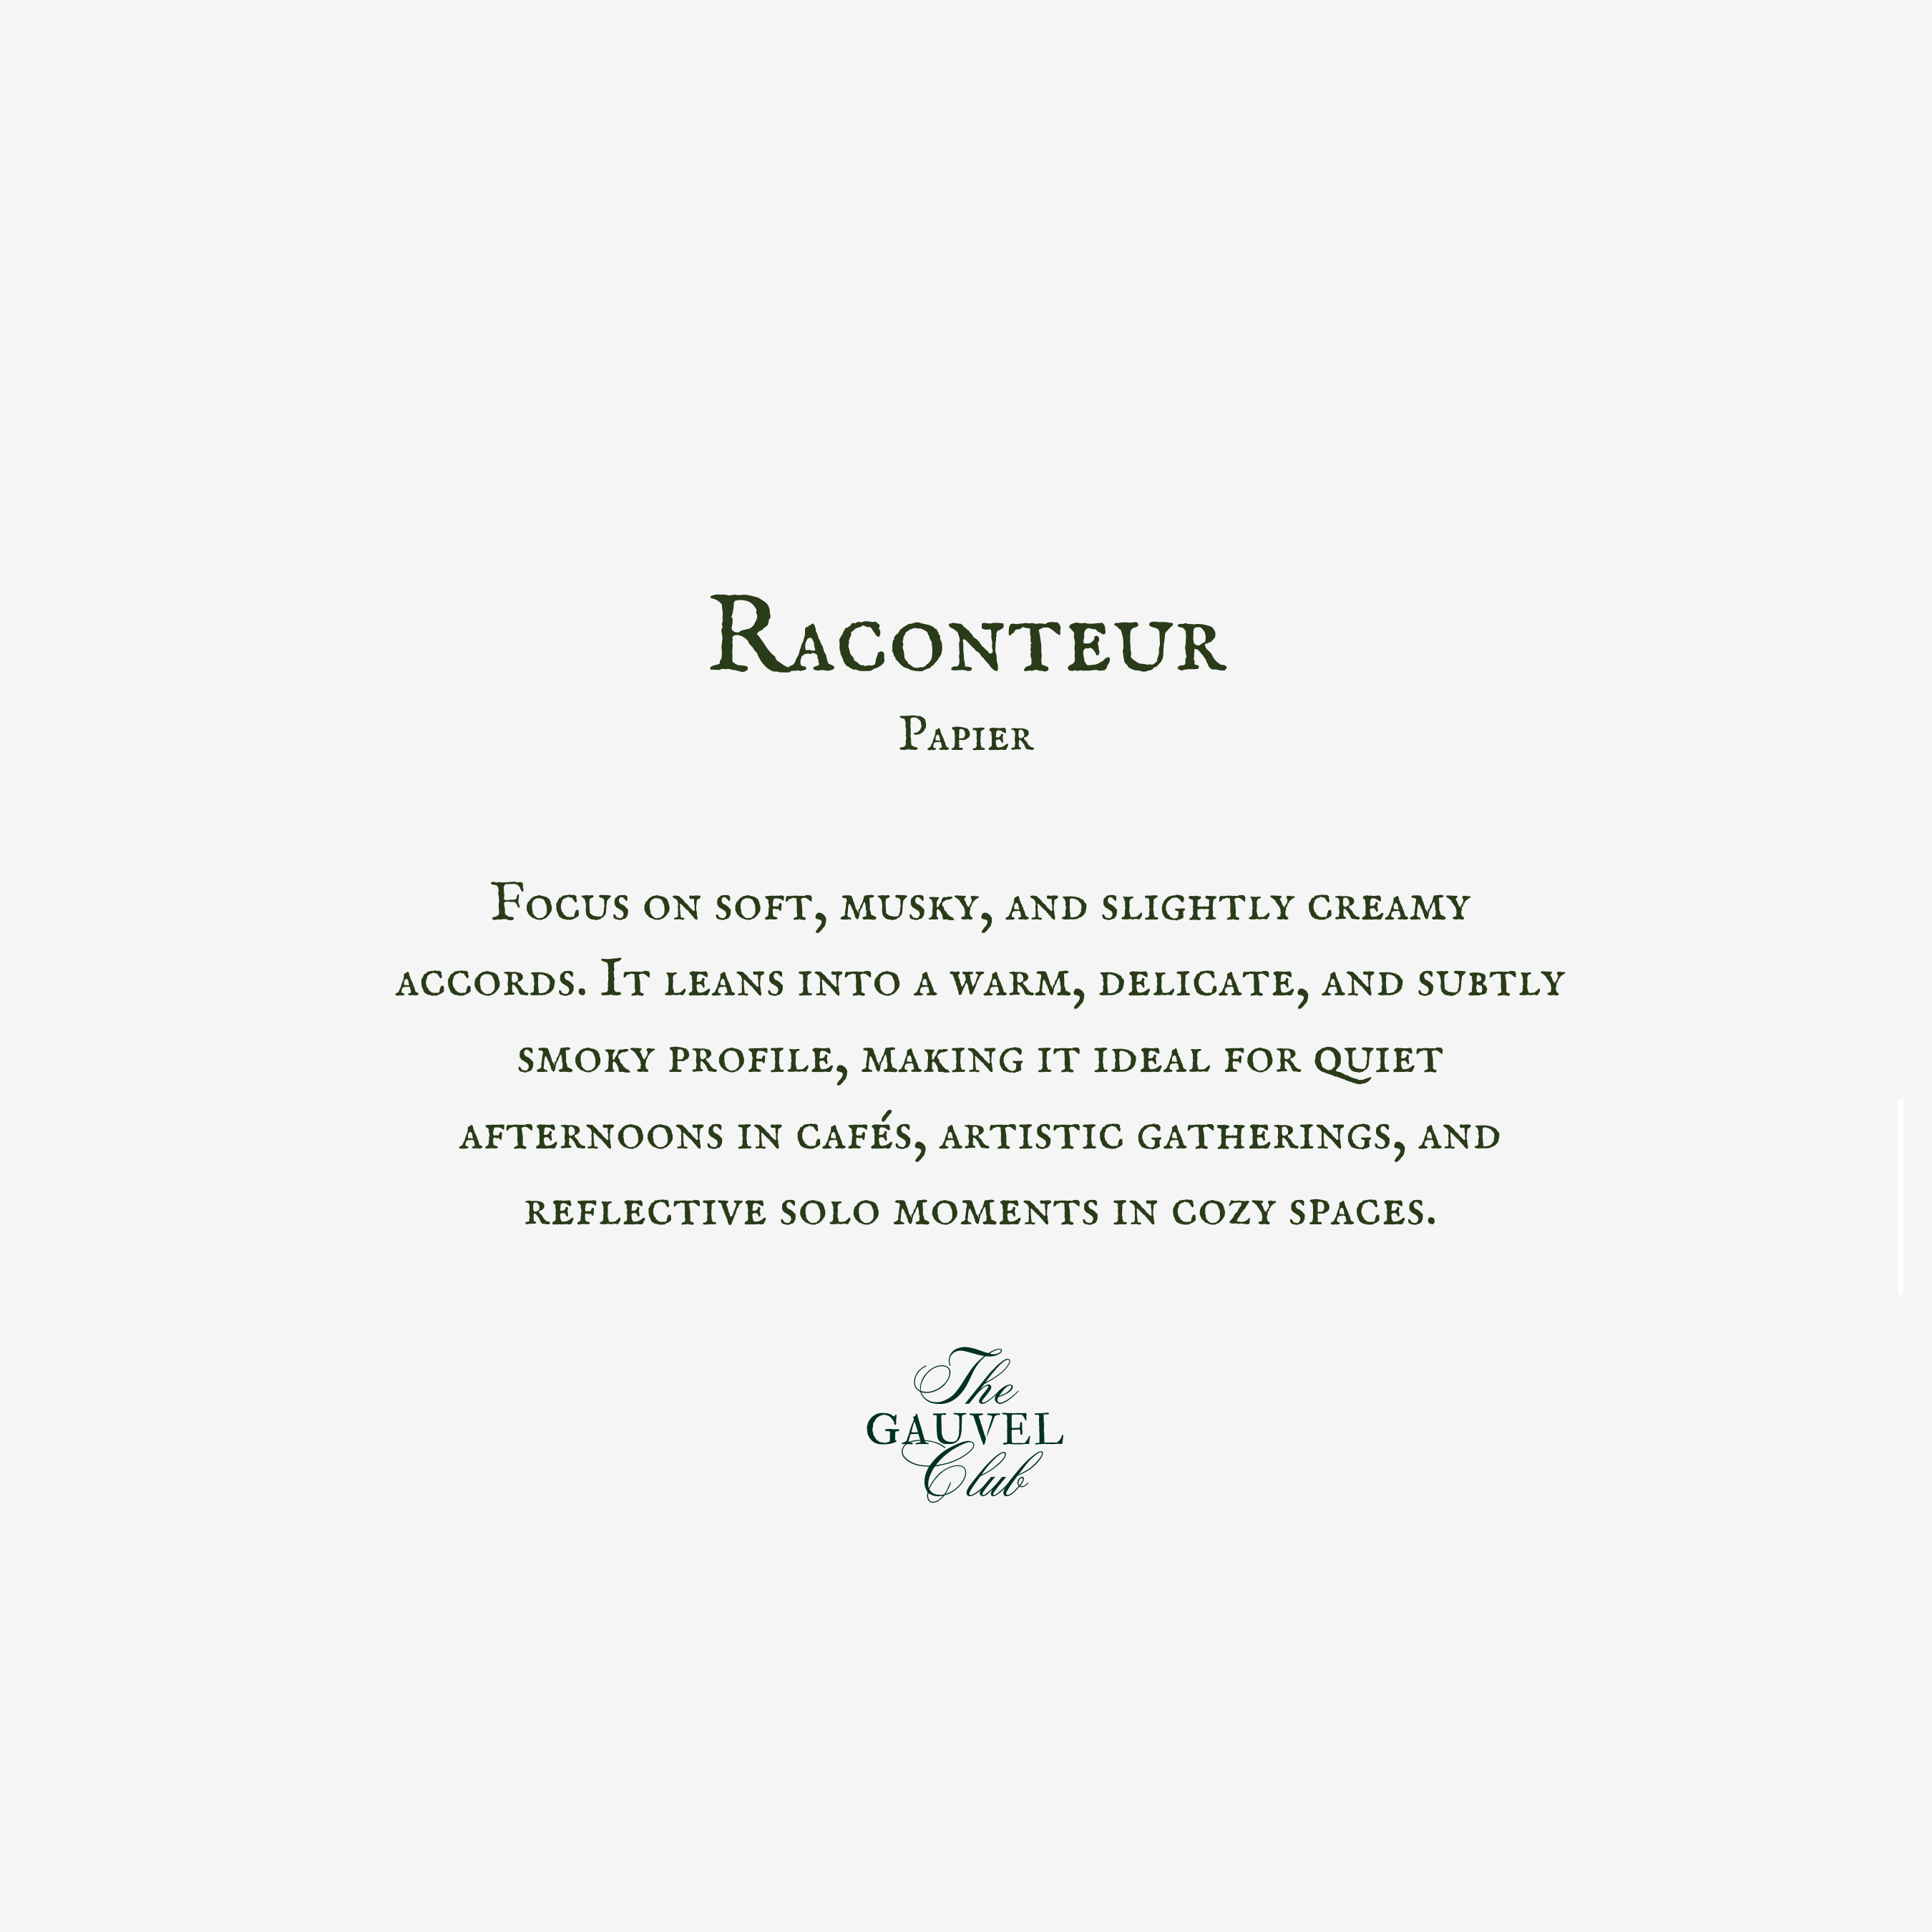 Raconteur
Papier
Focus on soft, musky, and slightly creamy
accords. It leans into a warm, delicate, and subtly
smoky profile, making it ideal for quiet
afternoons in cafés, artistic gatherings, and
reflective solo moments in cozy spaces.
The
GAUVEL
Club